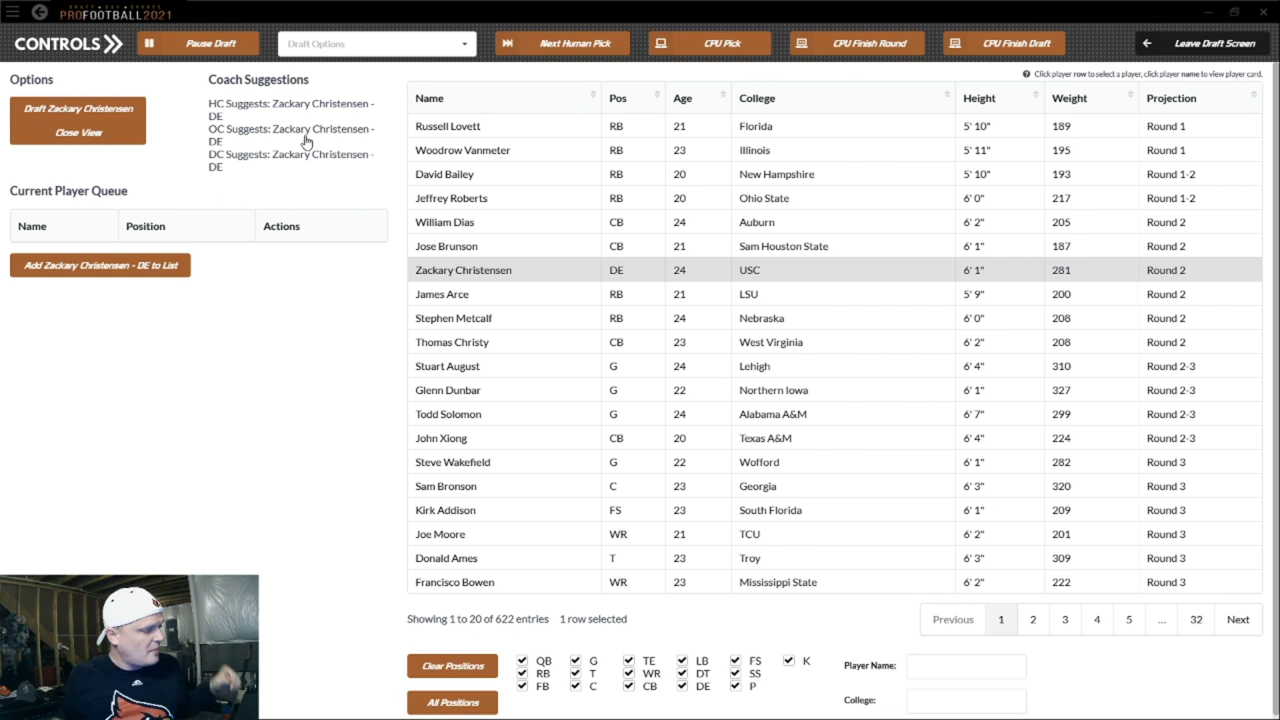 DRAFT DAY SPORTS
PROFOOTBALL2021
CONTROLS
Pause Draft
Draft Options
Next Human Pick
CPU Pick
CPU Finish Round
CPU Finish Draft
Leave Draft Screen
Options
Draft Zackary Christensen
Close View
Coach Suggestions
HC Suggests: Zackary Christensen -
DE
OC Suggests: Zackary Christensen -
DE
DC Suggests: Zackary Christensen -
DE
Current Player Queue
Name Position Actions
Add Zackary Christensen - DE to List
Click player row to select a player, click player name to view player card.
Name Pos Age College Height Weight Projection
Russell Lovett RB 21 Florida 5' 10" 189 Round 1
Woodrow Vanmeter RB 23 Illinois 5' 11" 195 Round 1
David Bailey RB 20 New Hampshire 5' 10" 193 Round 1-2
Jeffrey Roberts RB 20 Ohio State 6' 0" 217 Round 1-2
William Dias CB 24 Auburn 6' 2" 205 Round 2
Jose Brunson CB 21 Sam Houston State 6' 1" 187 Round 2
Zackary Christensen DE 24 USC 6' 1" 281 Round 2
James Arce RB 21 LSU 5' 9" 200 Round 2
Stephen Metcalf RB 24 Nebraska 6' 0" 208 Round 2
Thomas Christy CB 23 West Virginia 6' 2" 208 Round 2
Stuart August G 24 Lehigh 6' 4" 310 Round 2-3
Glenn Dunbar G 22 Northern Iowa 6' 1" 327 Round 2-3
Todd Solomon G 24 Alabama A&M 6' 7" 299 Round 2-3
John Xiong CB 20 Texas A&M 6' 4" 224 Round 2-3
Steve Wakefield G 22 Wofford 6' 1" 282 Round 3
Sam Bronson C 23 Georgia 6' 3" 320 Round 3
Kirk Addison FS 23 South Florida 6' 1" 209 Round 3
Joe Moore WR 21 TCU 6' 2" 201 Round 3
Donald Ames T 23 Troy 6' 3" 309 Round 3
Francisco Bowen WR 23 Mississippi State 6' 2" 222 Round 3
Showing 1 to 20 of 622 entries 1 row selected
Previous 1 2 3 4 5 ... 32 Next
Clear Positions
All Positions
QB G TE LB FS K
RB T WR DT SS
FB C CB DE P
Player Name:
College: